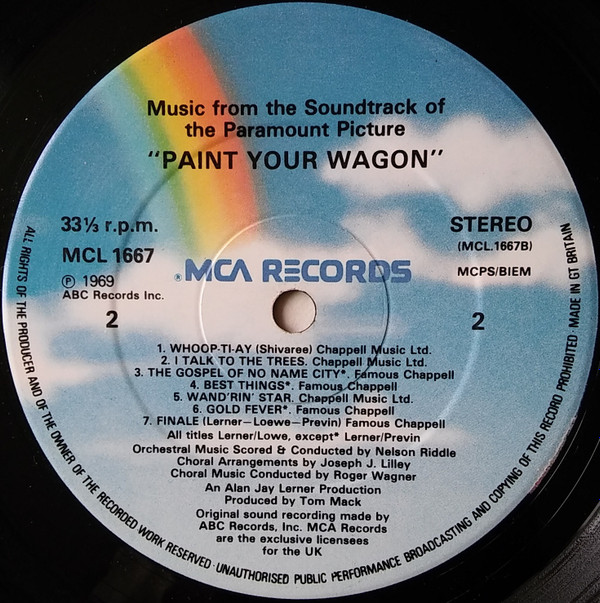 Music from the Soundtrack of
the Paramount Picture
"PAINT YOUR WAGON"
33⅓ r.p.m.
MCL 1667
℗ 1969
ABC Records Inc.
2
STEREO
(MCL.1667B)
MCPS/BIEM
2
® MCA RECORDS
1. WHOOP-TI-AY (Shivaree) Chappell Music Ltd.
2. I TALK TO THE TREES. Chappell Music Ltd.
3. THE GOSPEL OF NO NAME CITY*. Famous Chappell
4. BEST THINGS*. Famous Chappell
5. WAND'RIN' STAR. Chappell Music Ltd.
6. GOLD FEVER*. Famous Chappell
7. FINALE (Lerner—Loewe—Previn) Famous Chappell
All titles Lerner/Lowe, except* Lerner/Previn
Orchestral Music Scored & Conducted by Nelson Riddle
Choral Arrangements by Joseph J. Lilley
Choral Music Conducted by Roger Wagner
An Alan Jay Lerner Production
Produced by Tom Mack
Original sound recording made by
ABC Records, Inc. MCA Records
are the exclusive licensees
for the UK
ALL RIGHTS OF THE PRODUCER AND OF THE OWNER OF THE RECORDED WORK RESERVED · UNAUTHORISED PUBLIC PERFORMANCE BROADCASTING AND COPYING OF THIS RECORD PROHIBITED · MADE IN GT BRITAIN